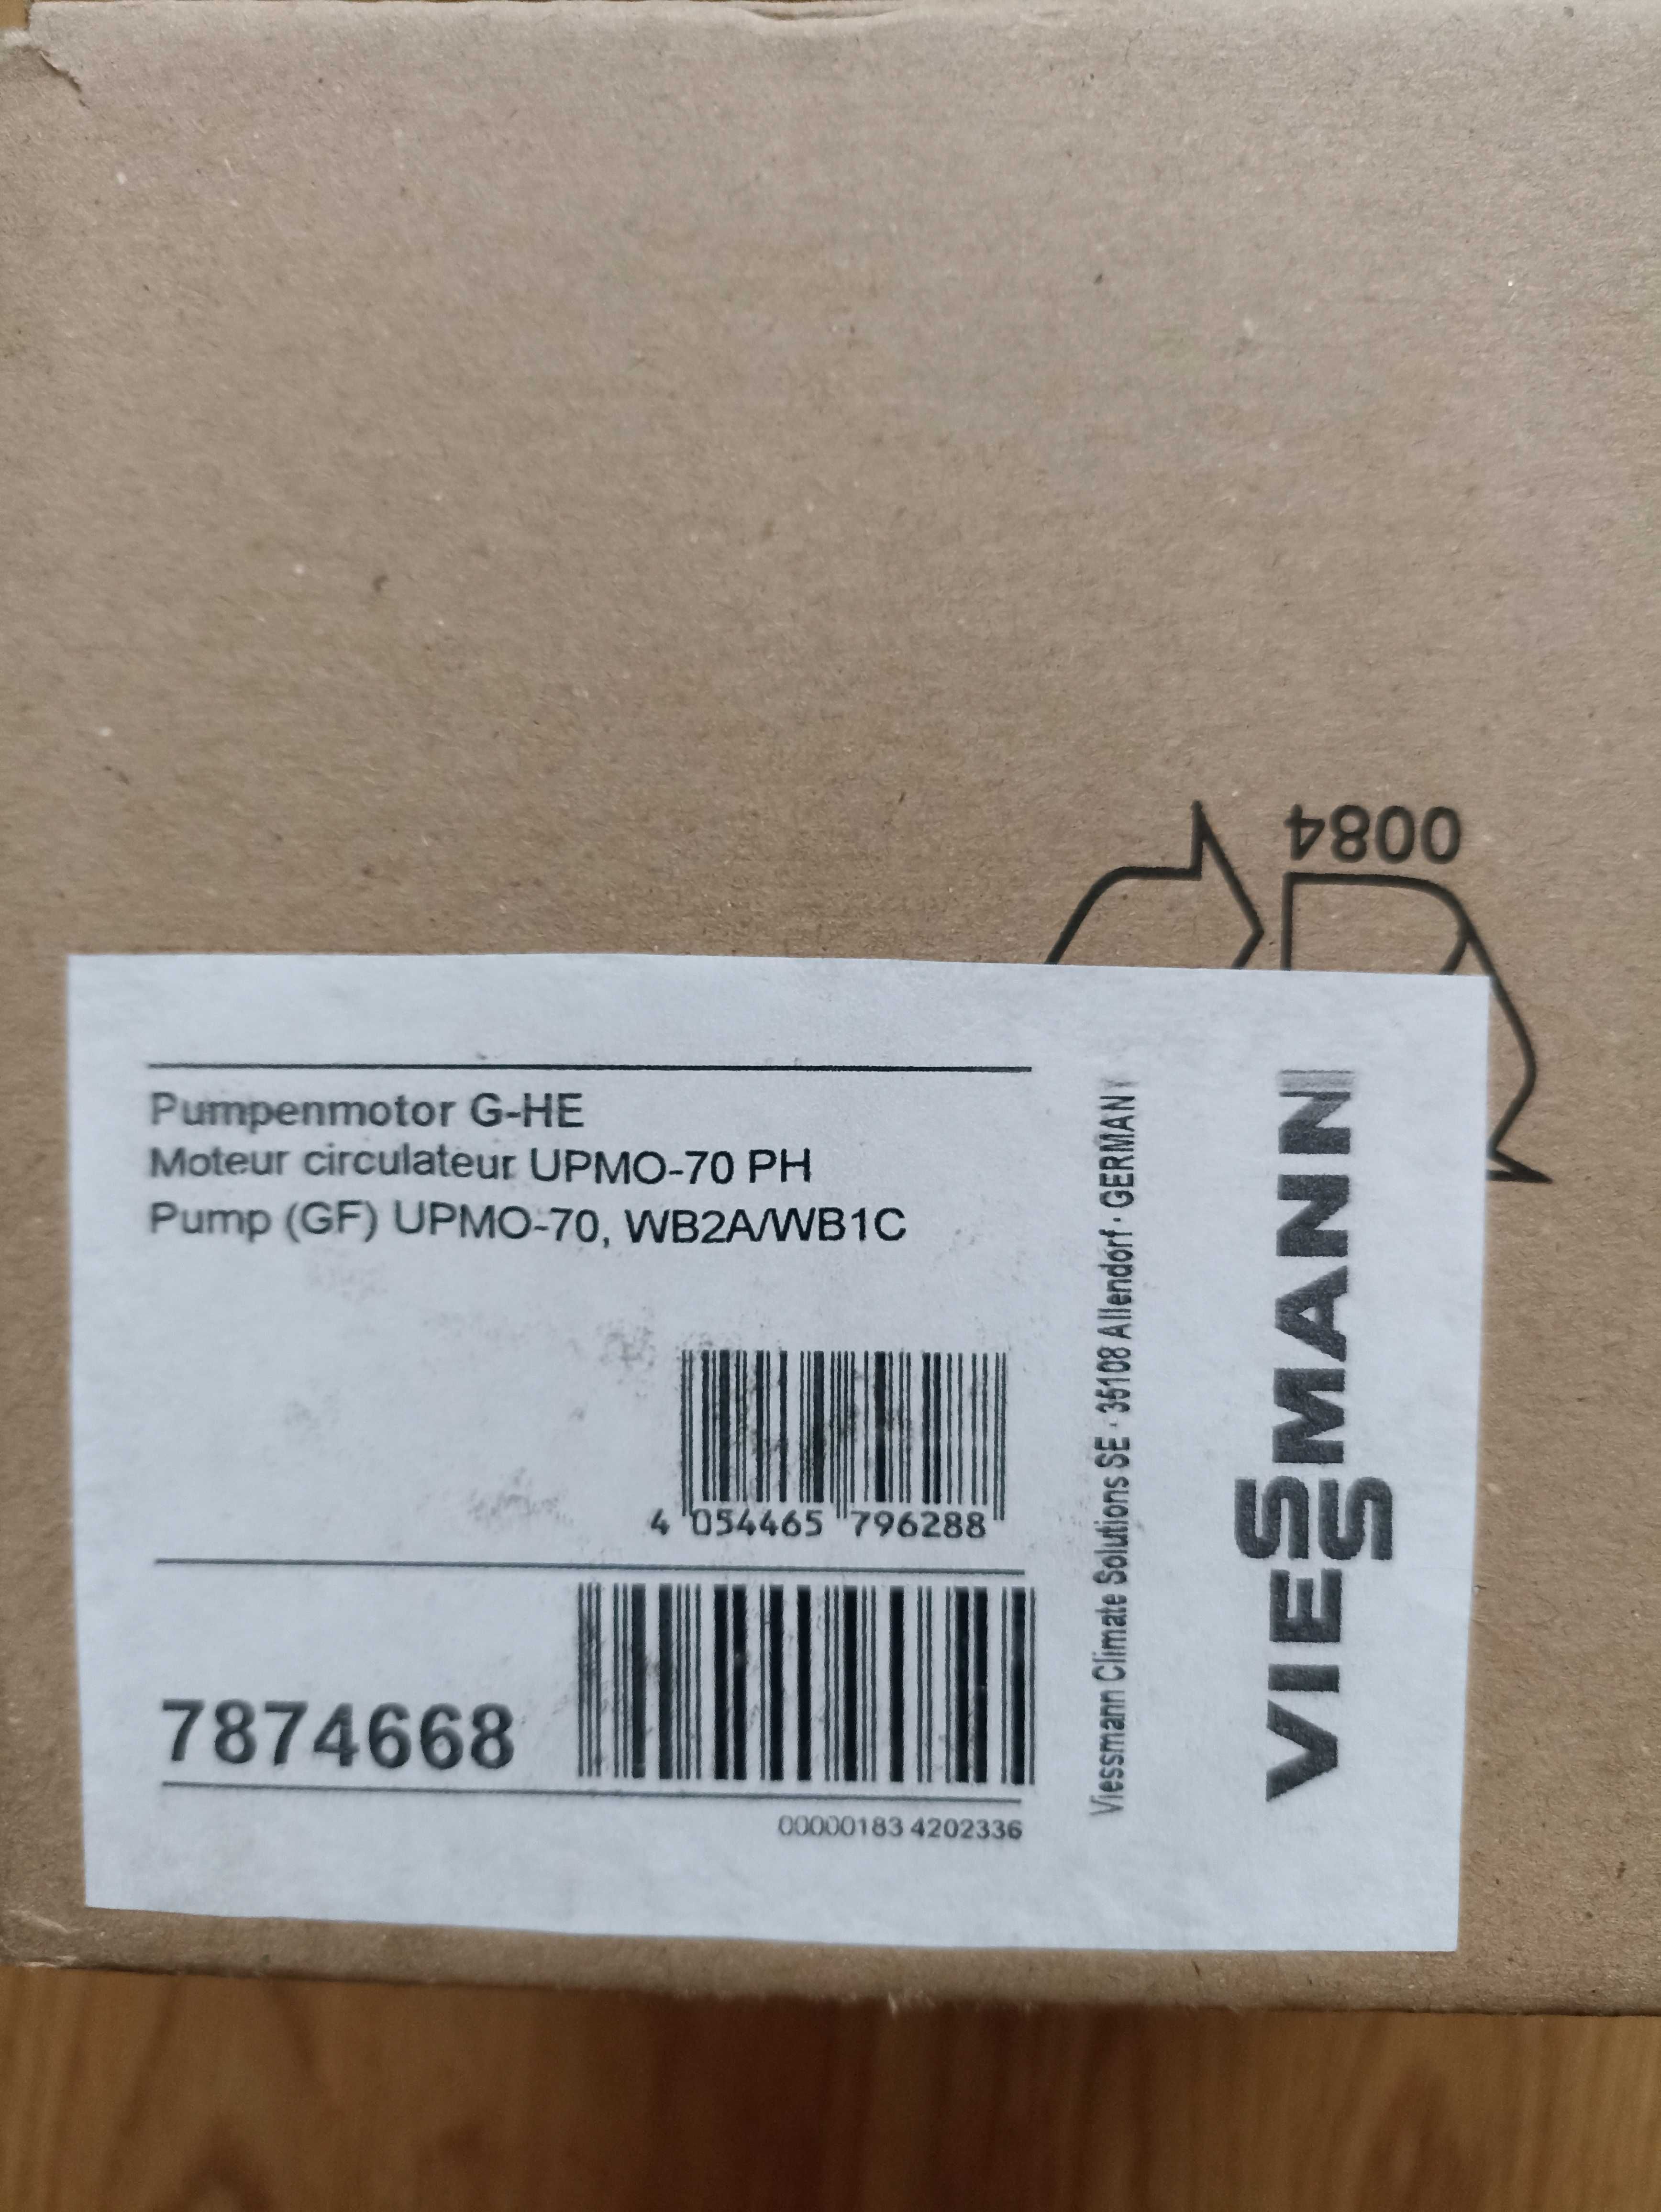 0084
Pumpenmotor G-HE
Moteur circulateur UPMO-70 PH
Pump (GF) UPMO-70, WB2A/WB1C
4 054465 796288
7874668
00000183 4202336
Viessmann Climate Solutions SE · 35108 Allendorf · GERMANY
VIESSMANN